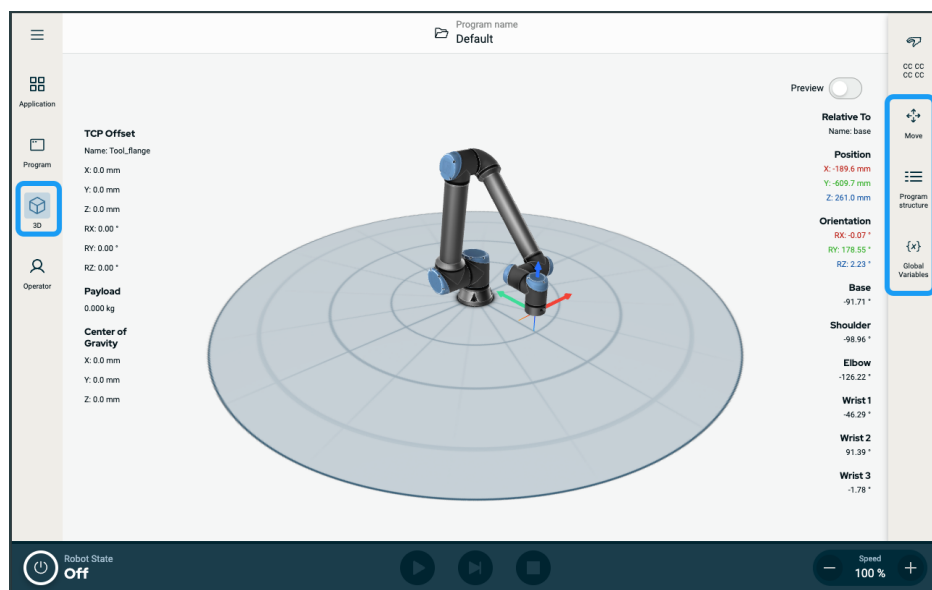 Program name
Default
Application
Program
3D
Operator
TCP Offset
Name: Tool_flange
X: 0.0 mm
Y: 0.0 mm
Z: 0.0 mm
RX: 0.00 °
RY: 0.00 °
RZ: 0.00 °
Payload
0.000 kg
Center of
Gravity
X: 0.0 mm
Y: 0.0 mm
Z: 0.0 mm
Preview
Relative To
Name: base
Position
X: -189.6 mm
Y: -609.7 mm
Z: 261.0 mm
Orientation
RX: -0.07 °
RY: 178.55 °
RZ: 2.23 °
Base
-91.71 °
Shoulder
-98.96 °
Elbow
-126.22 °
Wrist 1
-46.29 °
Wrist 2
91.39 °
Wrist 3
-1.78 °
CC CC
CC CC
Move
Program
structure
{x}
Global
Variables
Robot State
Off
Speed
100 %